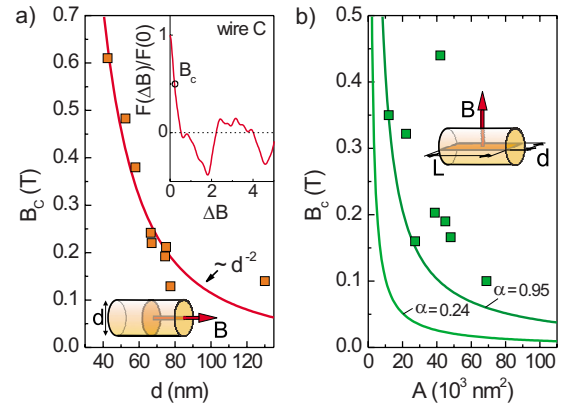 a)
wire C
F(ΔB)/F(0)
1
0
0
2
4
ΔB
B_c
B_c (T)
0.7
0.6
0.5
0.4
0.3
0.2
0.1
0.0
~ d^-2
d
B
40
60
80
100
120
d (nm)
b)
B_c (T)
0.5
0.4
0.3
0.2
0.1
0.0
B
L
d
α=0.95
α=0.24
0
20
40
60
80
100
A (10^3 nm^2)